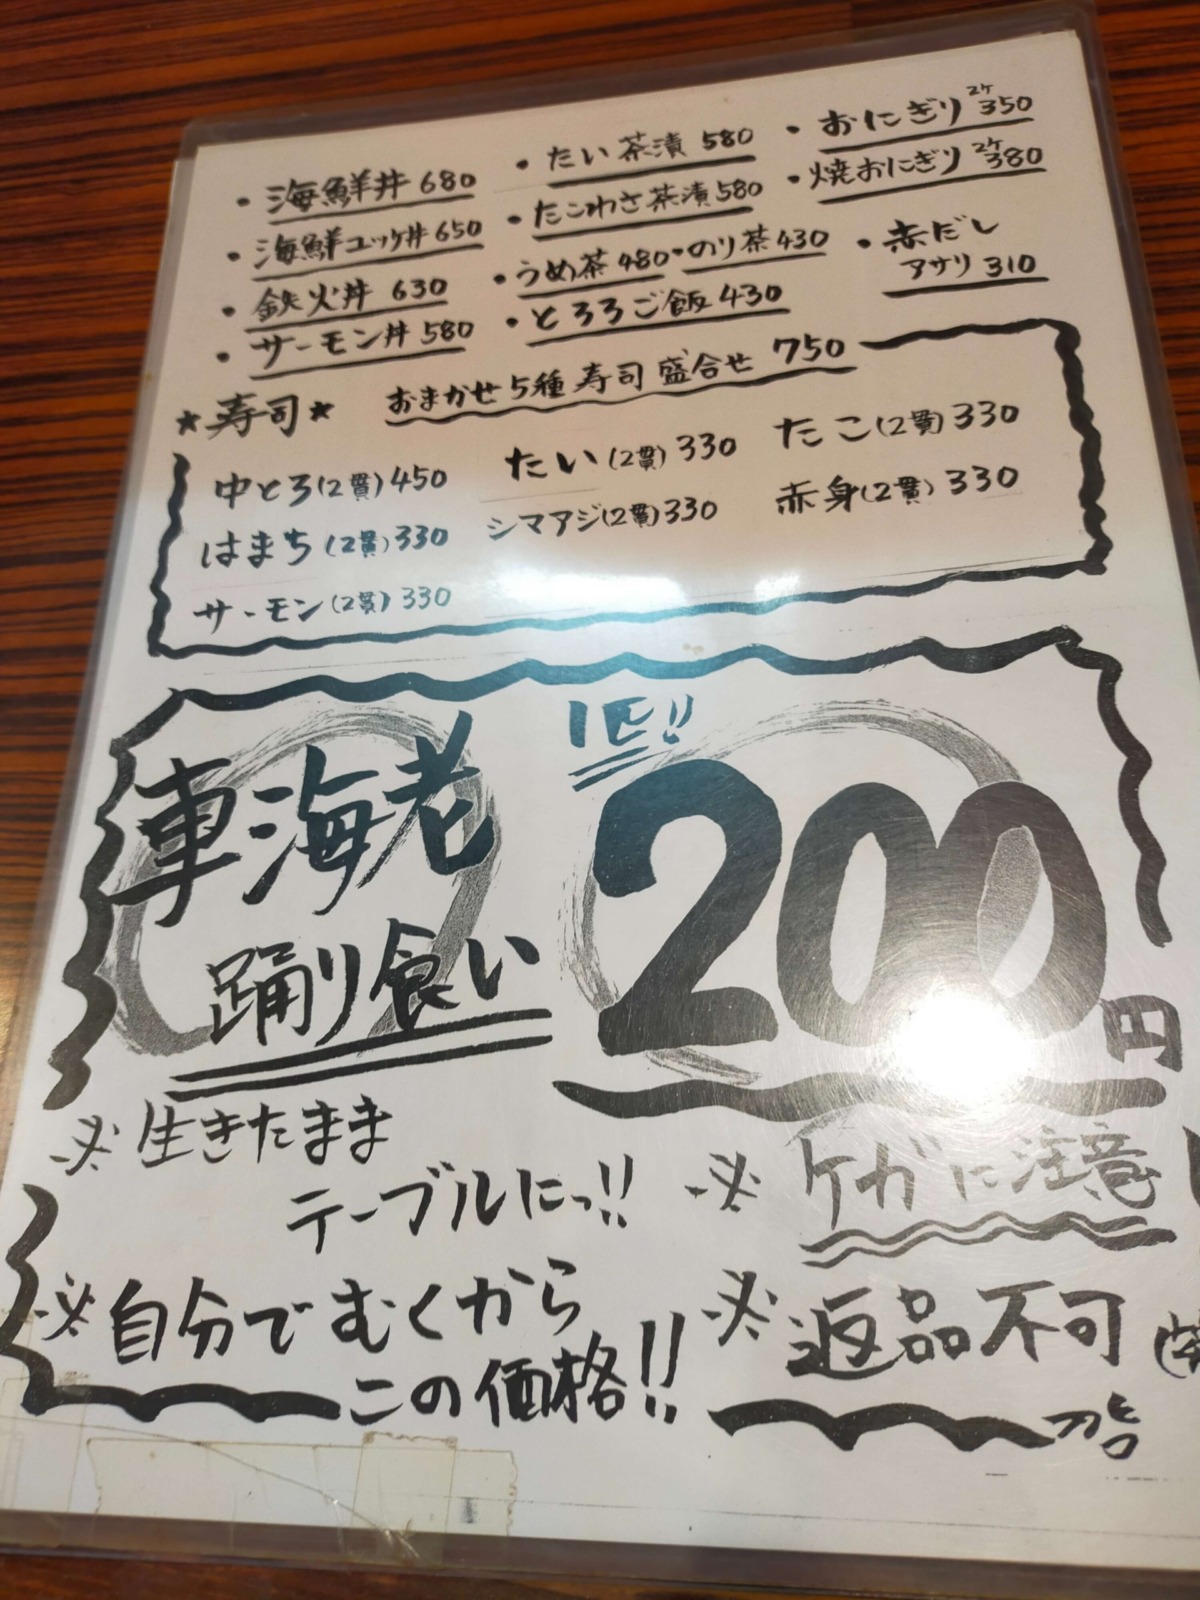 ・海鮮丼 680
・海鮮ユッケ丼 650
・鉄火丼 630
・サーモン丼 580
・たい茶漬 580
・たこわさ茶漬 580
・うめ茶 480・のり茶 430
・とろろご飯 430
・おにぎり 2ケ 350
・焼おにぎり 2ケ 380
・赤だし
アサリ 310
★寿司★
おまかせ5種寿司盛合せ 750
中とろ(2貫)450
はまち(2貫)330
サーモン(2貫)330
たい(2貫)330
シマアジ(2貫)330
たこ(2貫)330
赤身(2貫)330
車海老
踊り食い
1匹!!
200円
※生きたまま
テーブルにっ!!
※ケガに注意
※自分でむくから
この価格!!
※返品不可